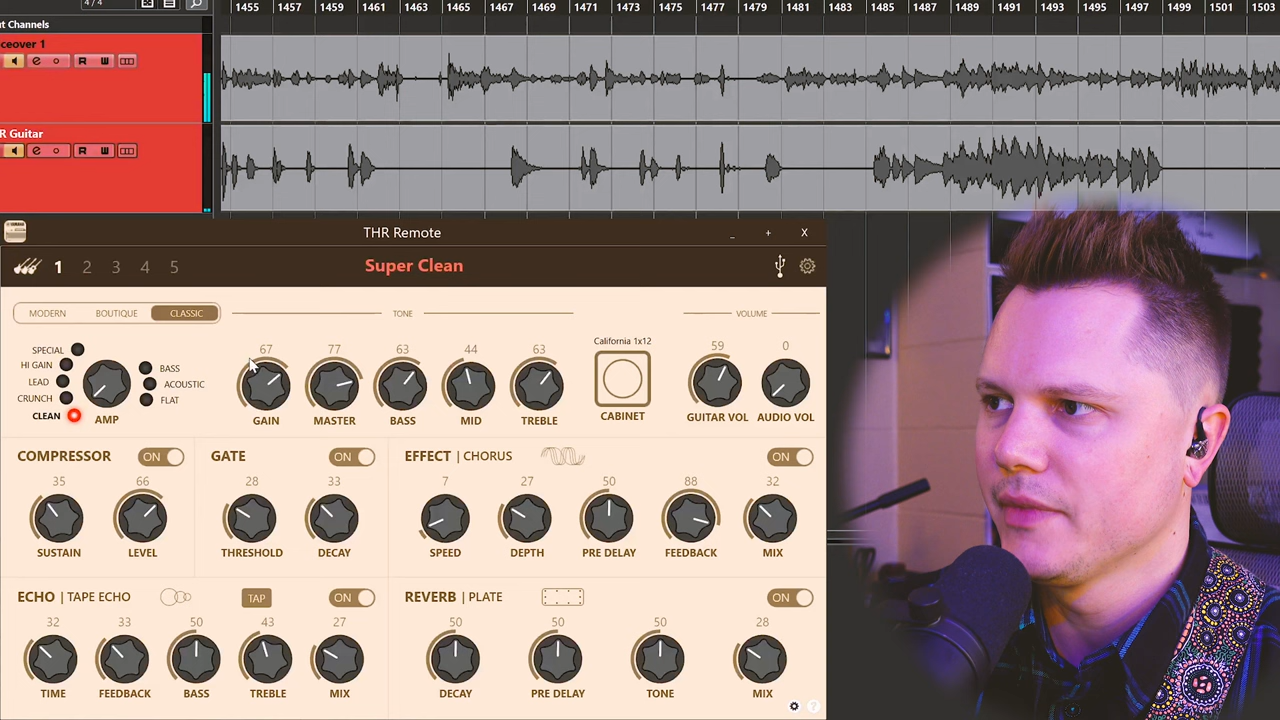 4/4
1455 1457 1459 1461 1463 1465 1467 1469 1471 1473 1475 1477 1479 1481 1483 1485 1487 1489 1491 1493 1495 1497 1499 1501 1503
t Channels
ceover 1
e R W
R Guitar
e R W
THR Remote
_ + X
1 2 3 4 5 Super Clean
MODERN BOUTIQUE CLASSIC TONE VOLUME
SPECIAL
HI GAIN
LEAD
CRUNCH
CLEAN
AMP
BASS
ACOUSTIC
FLAT
67 77 63 44 63
GAIN MASTER BASS MID TREBLE
California 1x12
CABINET
59 0
GUITAR VOL AUDIO VOL
COMPRESSOR ON
35 66
SUSTAIN LEVEL
GATE ON
28 33
THRESHOLD DECAY
EFFECT | CHORUS ON
7 27 50 88 32
SPEED DEPTH PRE DELAY FEEDBACK MIX
ECHO | TAPE ECHO TAP ON
32 33 50 43 27
TIME FEEDBACK BASS TREBLE MIX
REVERB | PLATE ON
50 50 50 28
DECAY PRE DELAY TONE MIX
?